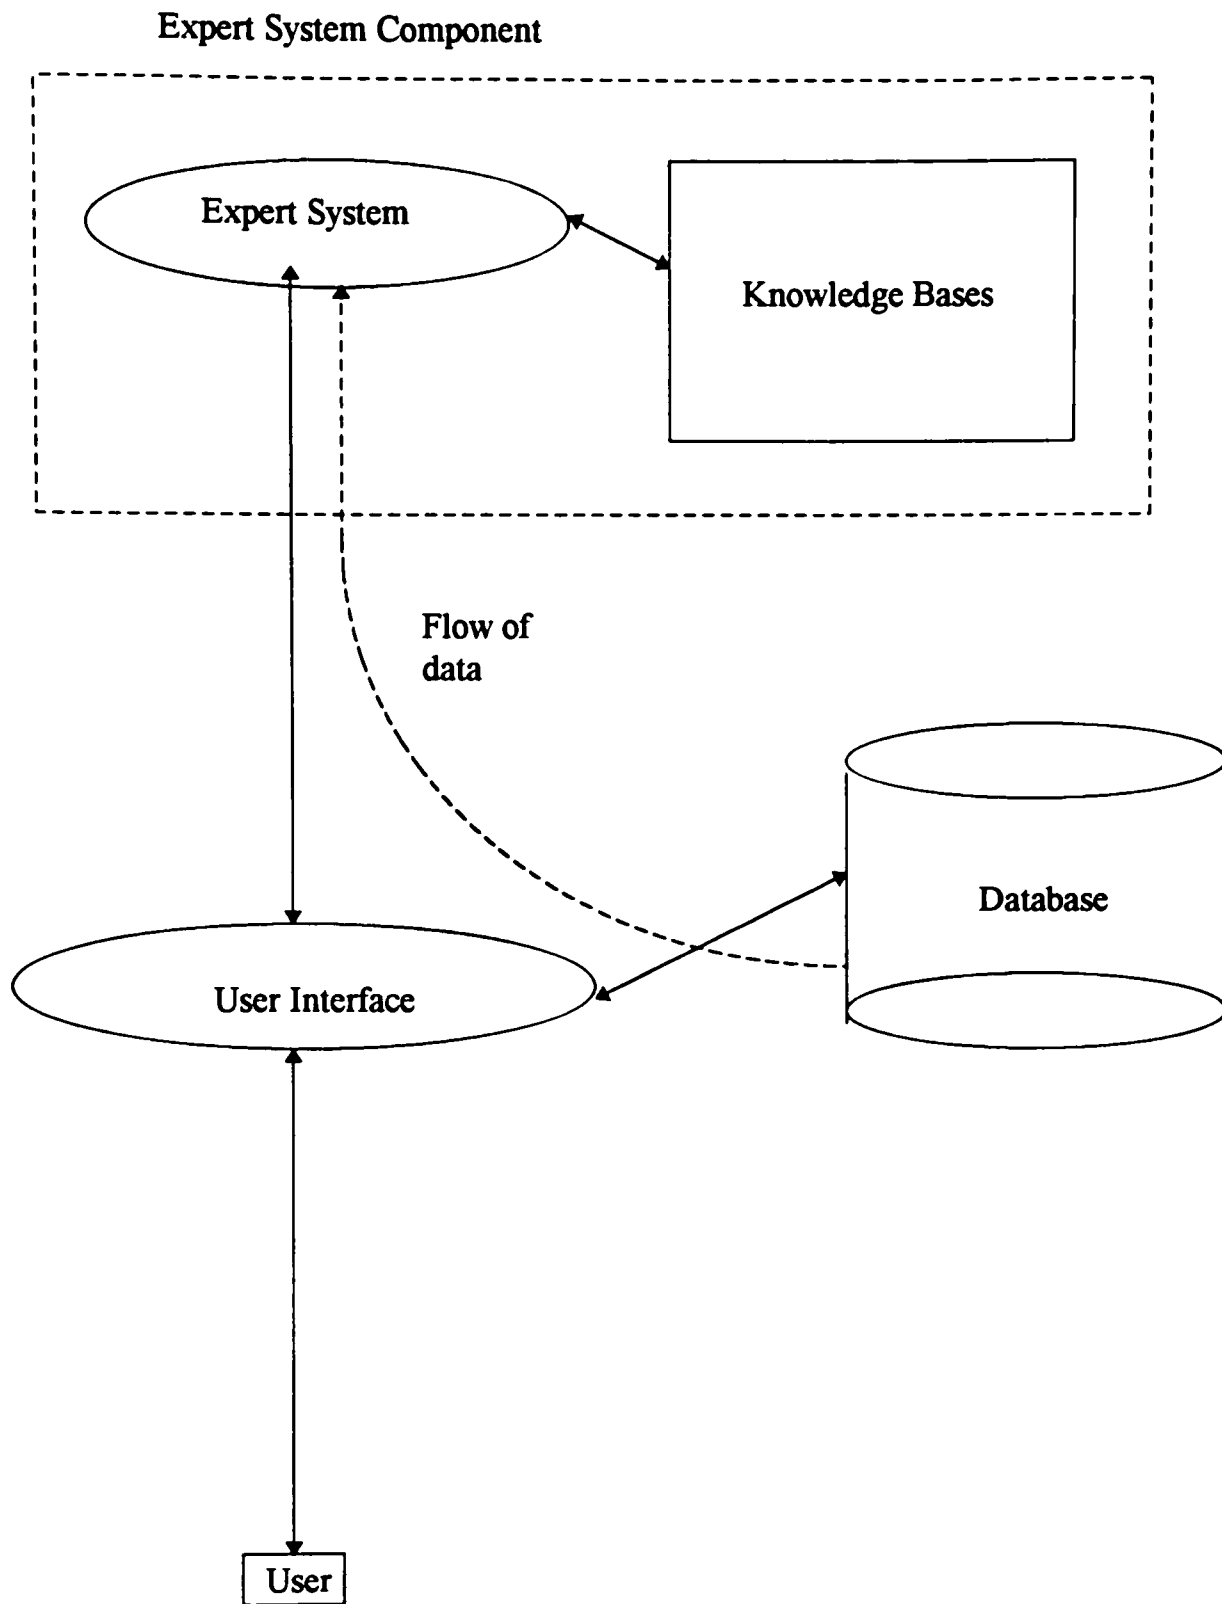 Expert System Component
Expert System
Knowledge Bases
Flow of
data
Database
User Interface
User